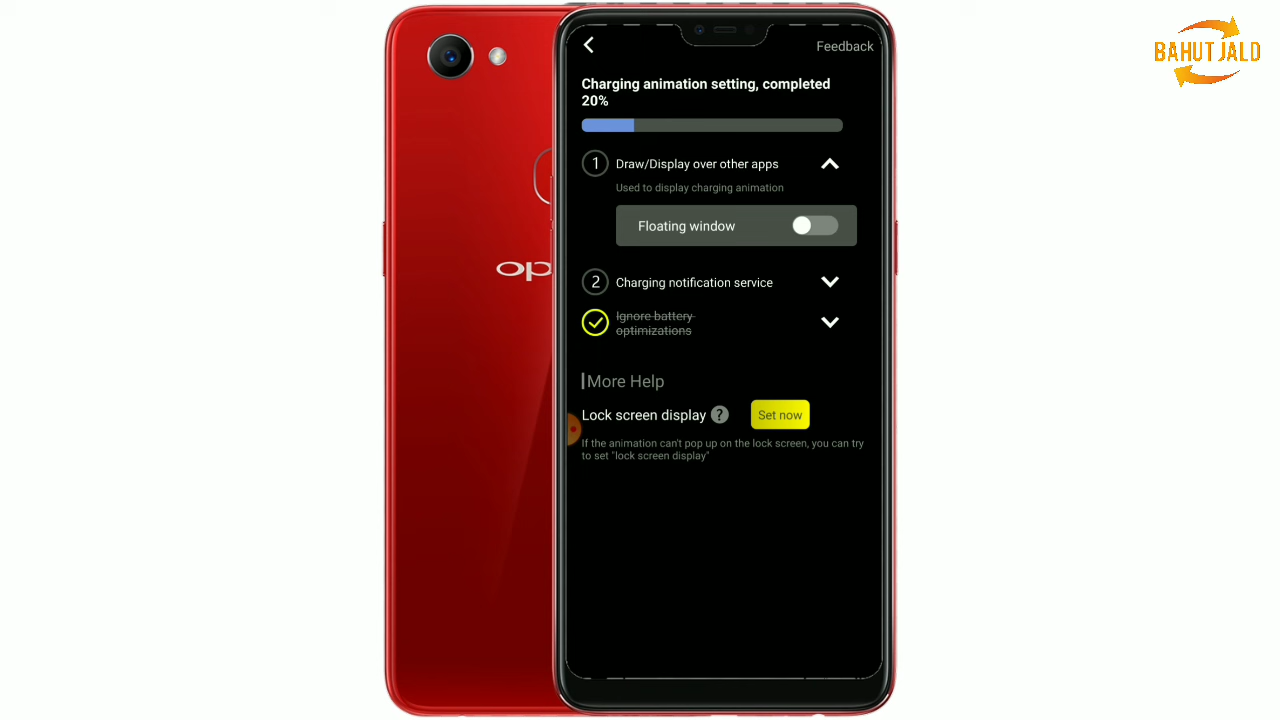 BAHUT JALD
Feedback
Charging animation setting, completed
20%
1 Draw/Display over other apps
Used to display charging animation
Floating window
2 Charging notification service
Ignore battery
optimizations
More Help
Lock screen display ? Set now
If the animation can't pop up on the lock screen, you can try
to set "lock screen display"
op